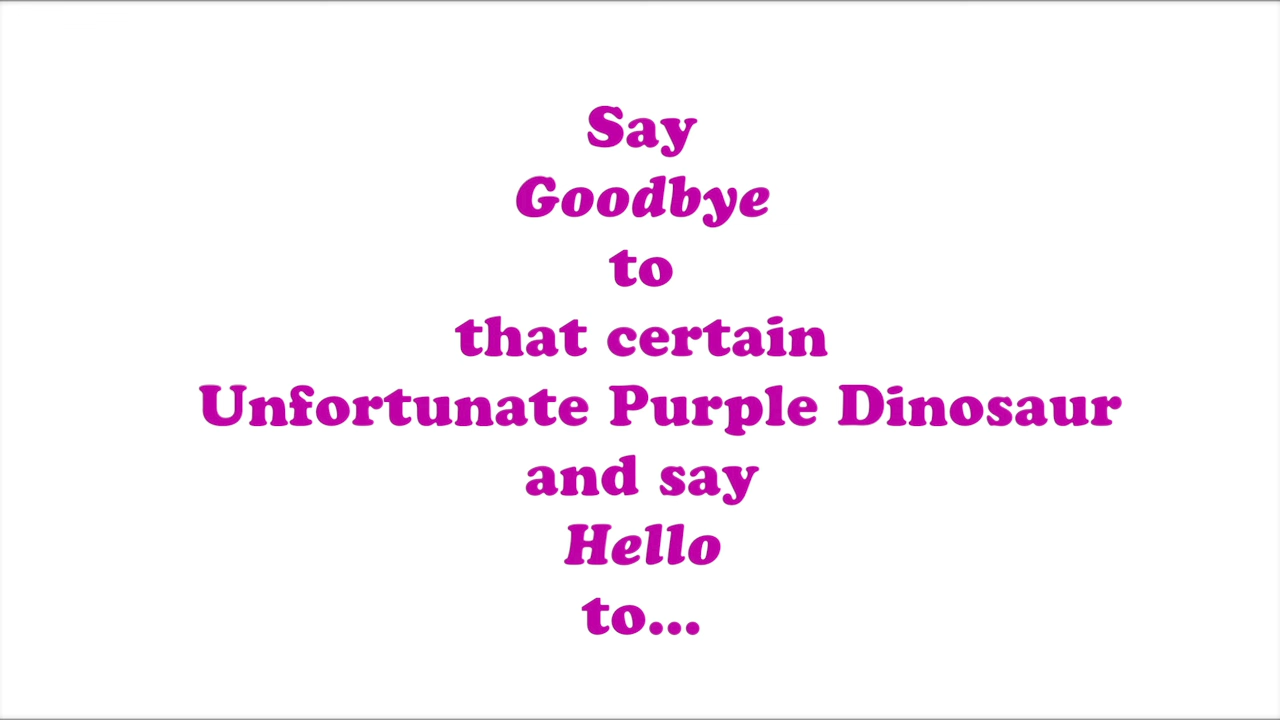 Say
Goodbye
to
that certain
Unfortunate Purple Dinosaur
and say
Hello
to...